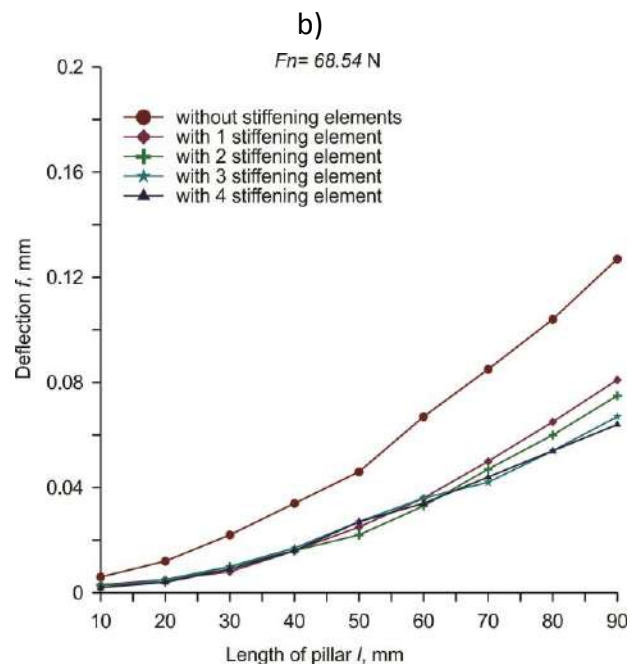 b)
Fn= 68.54 N
0.2
without stiffening elements
with 1 stiffening element
with 2 stiffening element
with 3 stiffening element
with 4 stiffening element
0.16
0.12
Deflection f, mm
0.08
0.04
0
10 20 30 40 50 60 70 80 90
Length of pillar l, mm